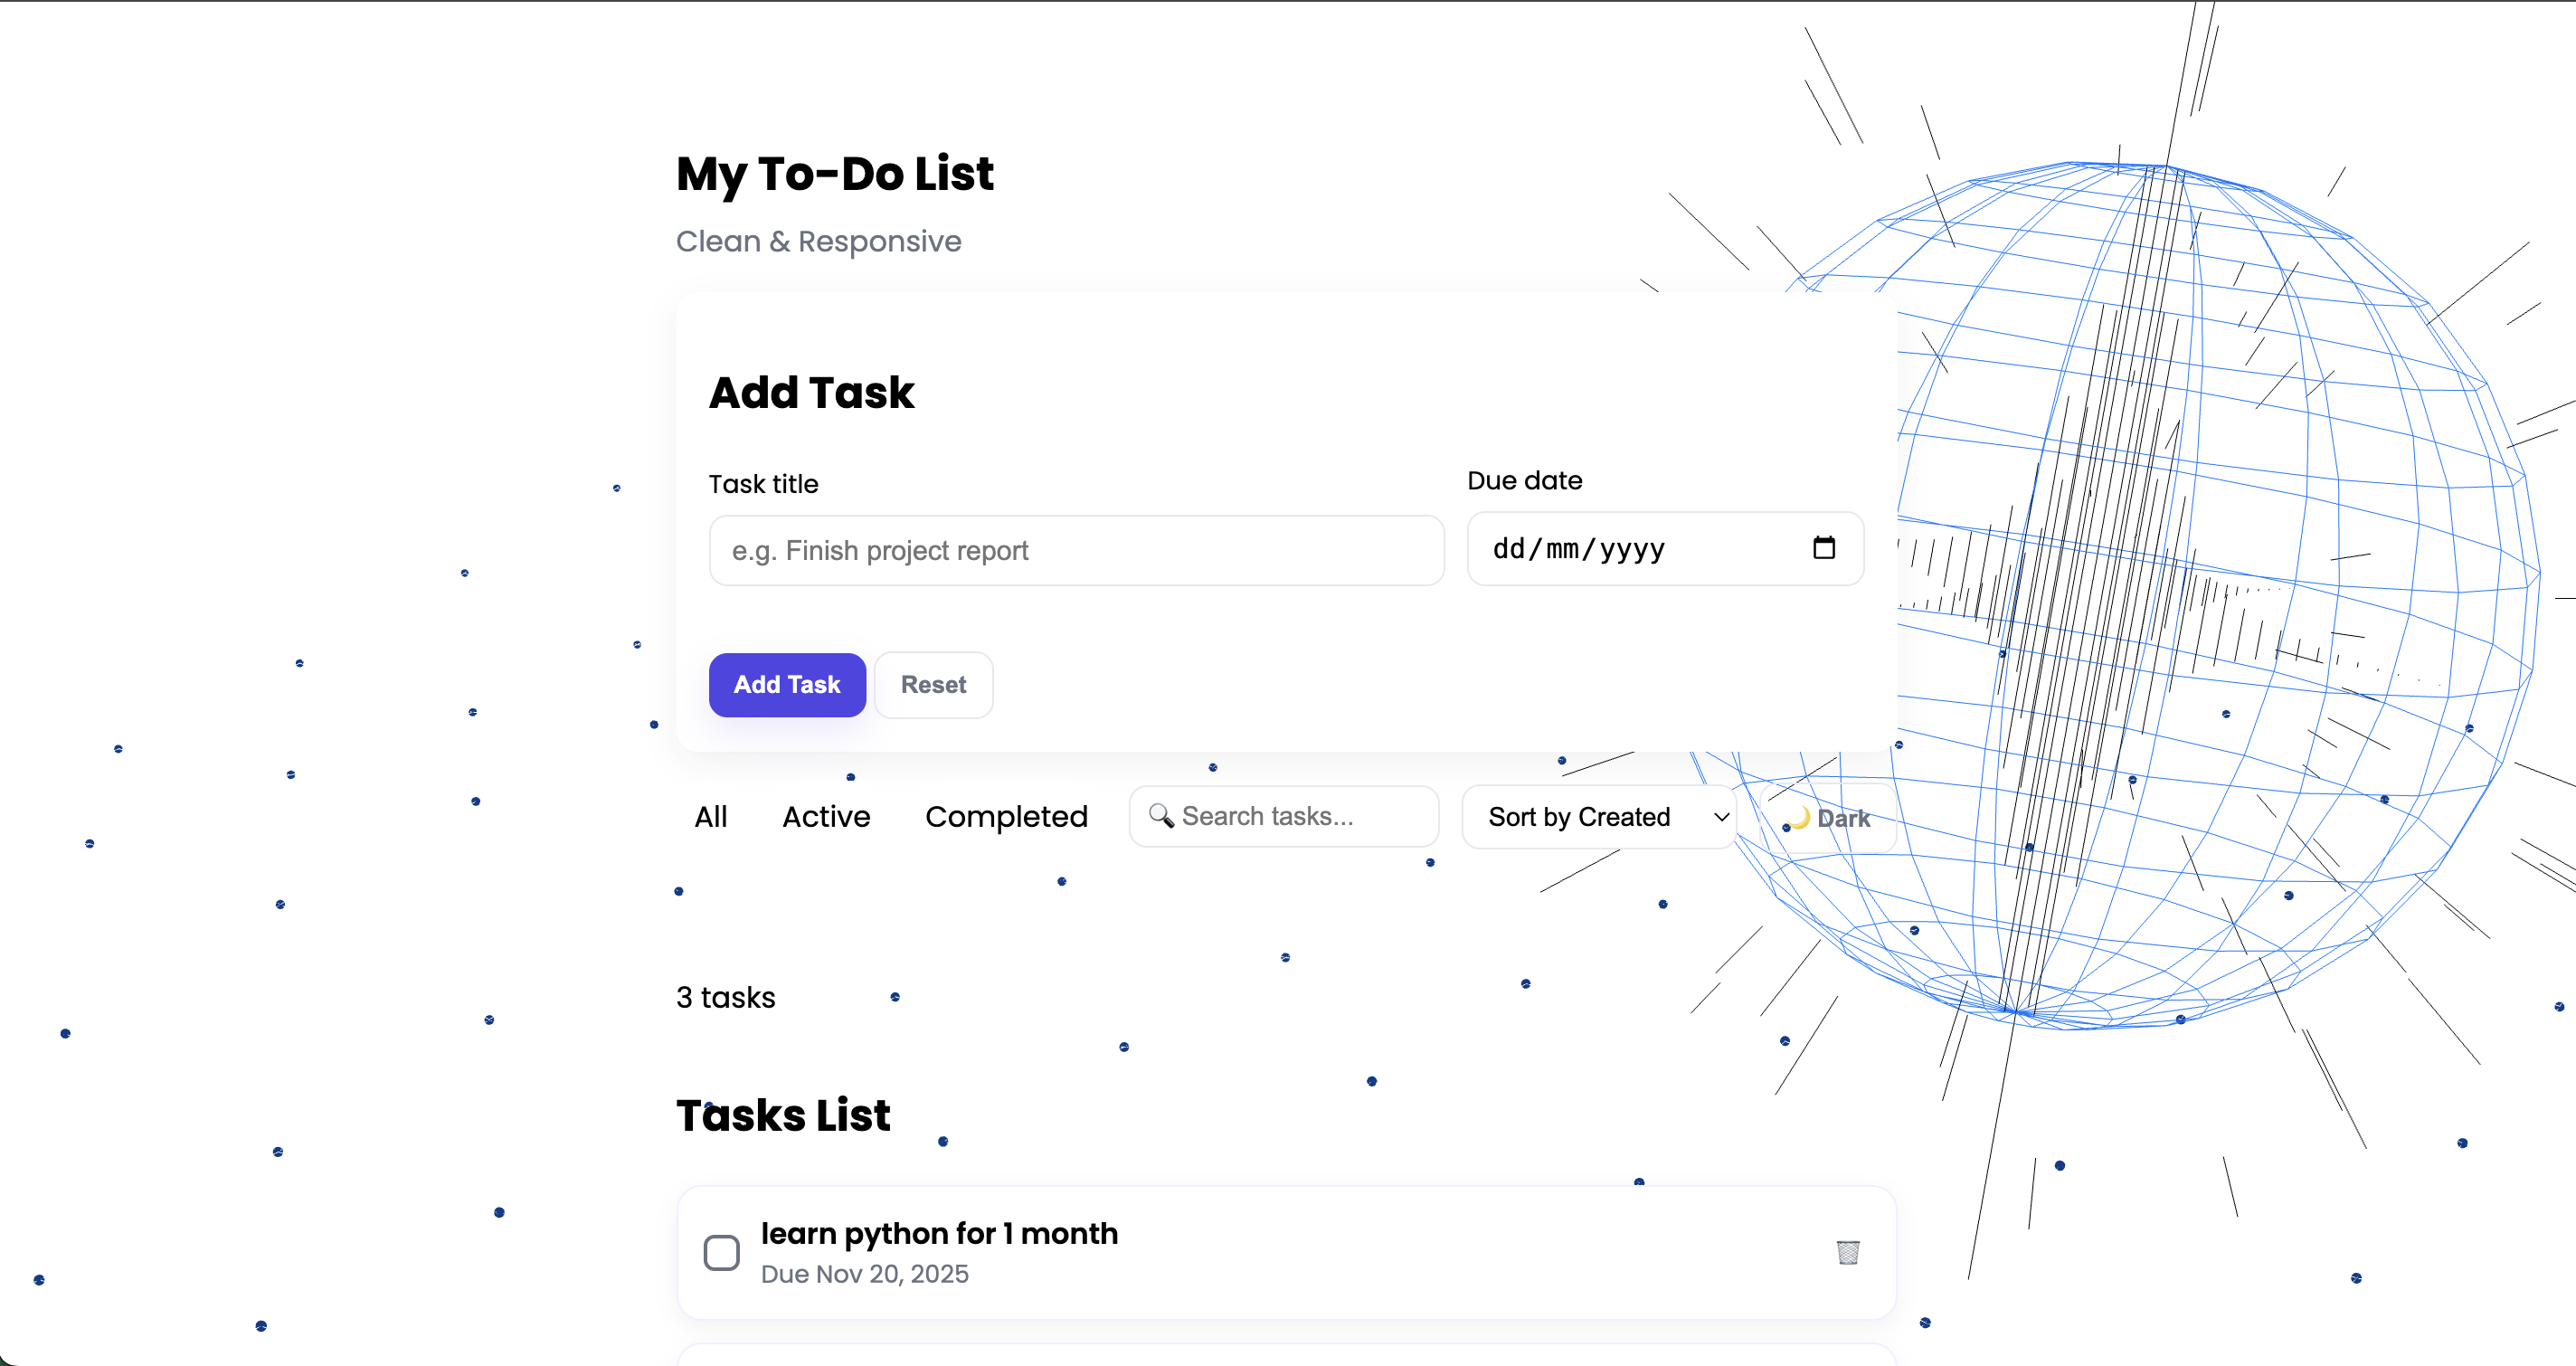 My To-Do List
Clean & Responsive
Add Task
Task title
Due date
e.g. Finish project report
dd/mm/yyyy
Add Task
Reset
All
Active
Completed
🔍 Search tasks...
Sort by Created
🌙 Dark
3 tasks
Tasks List
learn python for 1 month
Due Nov 20, 2025